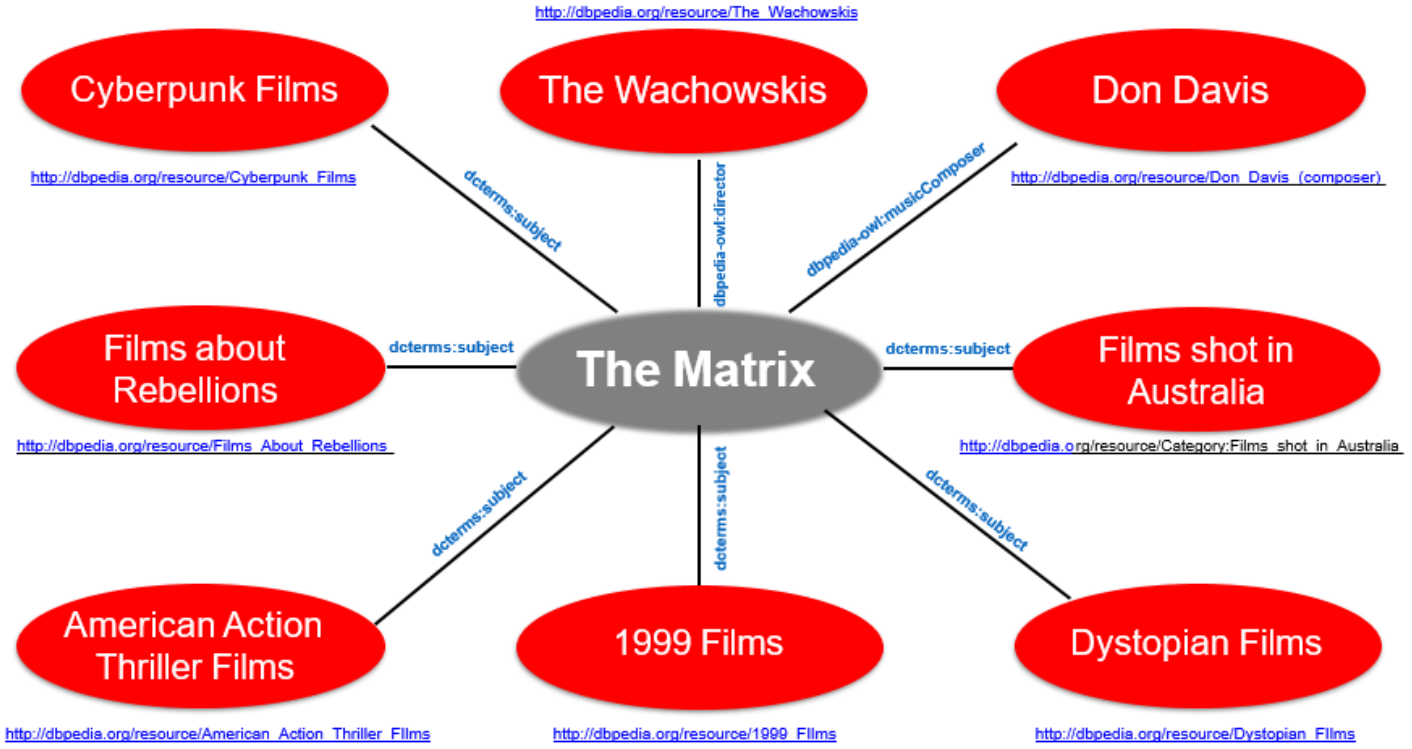 http://dbpedia.org/resource/The_Wachowskis
Cyberpunk Films
The Wachowskis
Don Davis
http://dbpedia.org/resource/Cyberpunk_Films
http://dbpedia.org/resource/Don_Davis_(composer)
dcterms:subject
dbpedia-owl:director
dbpedia-owl:musicComposer
Films about
Rebellions
dcterms:subject
The Matrix
dcterms:subject
Films shot in
Australia
http://dbpedia.org/resource/Films_About_Rebellions
http://dbpedia.org/resource/Category:Films_shot_in_Australia
dcterms:subject
dcterms:subject
dcterms:subject
American Action
Thriller Films
1999 Films
Dystopian Films
http://dbpedia.org/resource/American_Action_Thriller_FIlms
http://dbpedia.org/resource/1999_FIlms
http://dbpedia.org/resource/Dystopian_FIlms